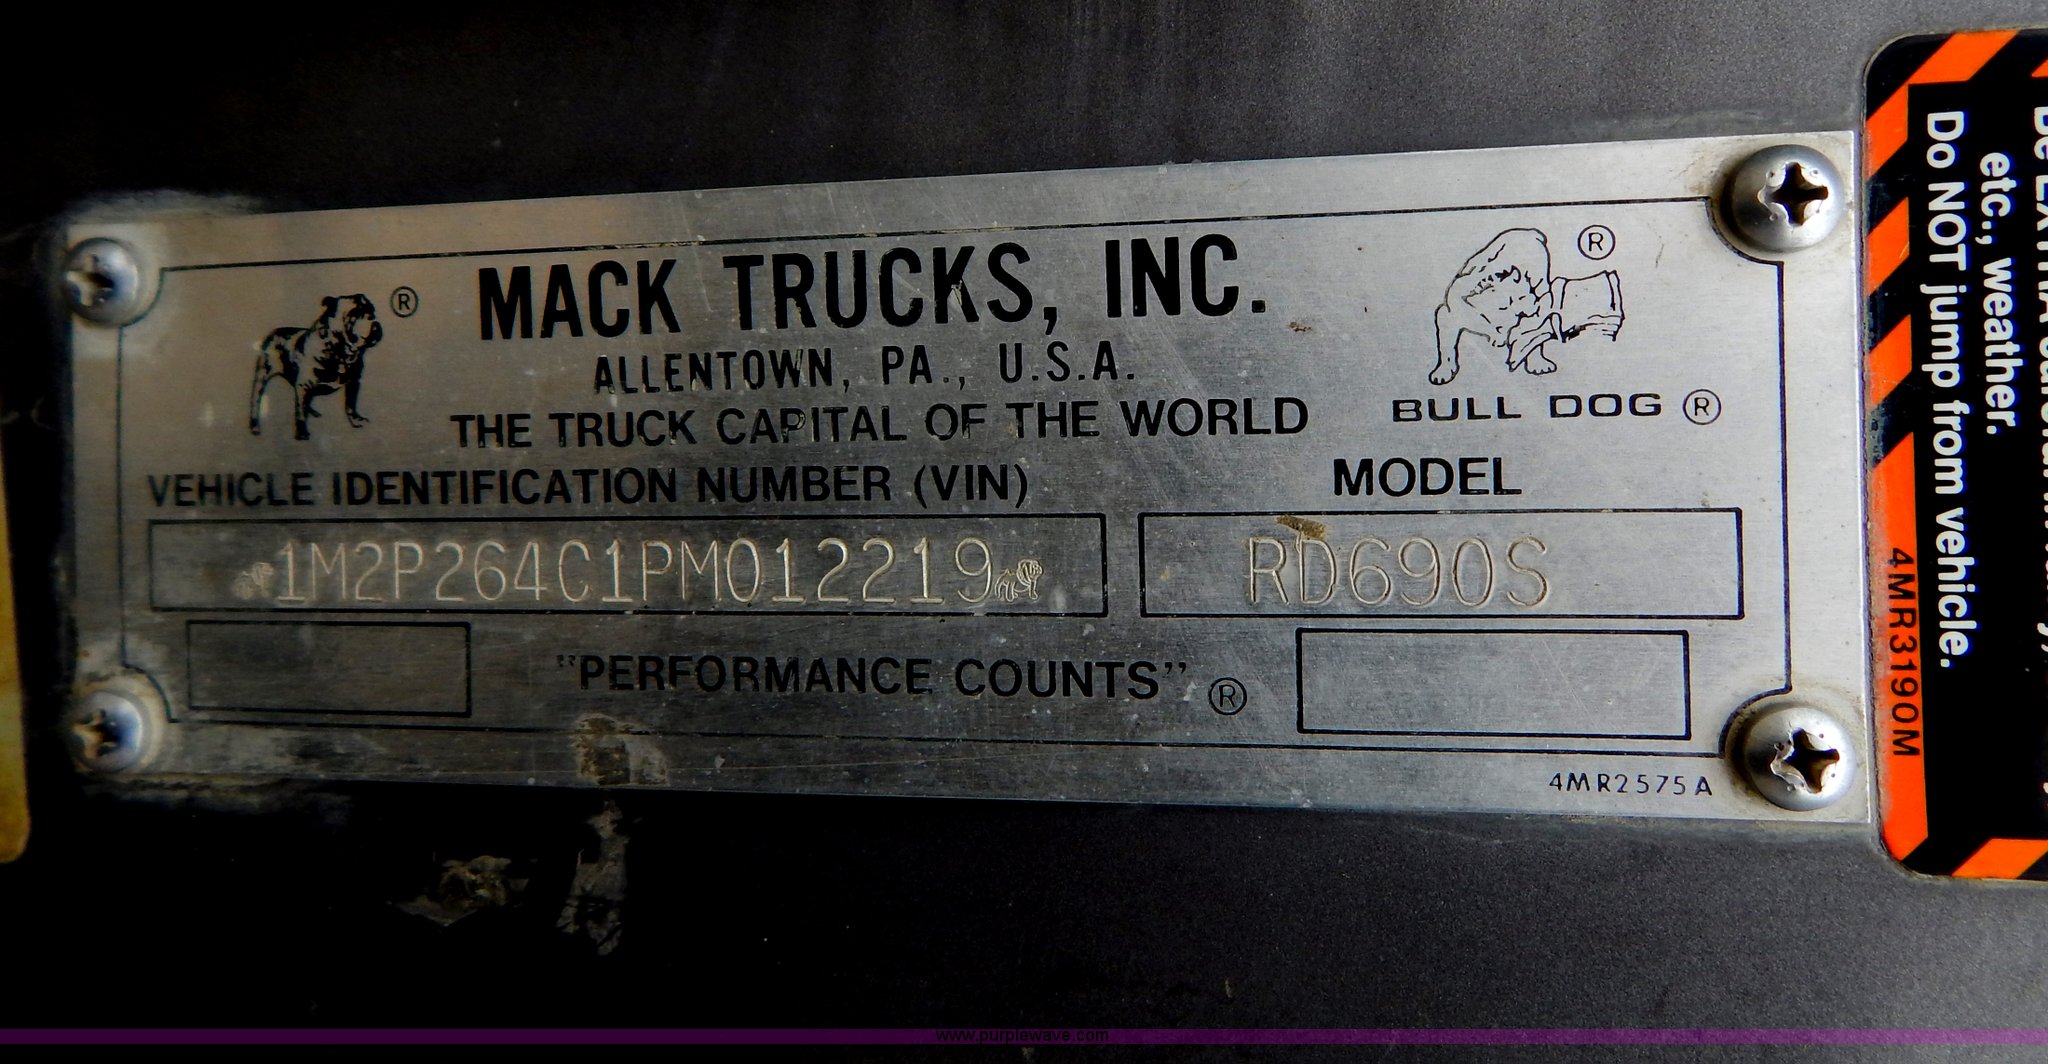 MACK TRUCKS, INC.
ALLENTOWN, PA., U.S.A.
THE TRUCK CAPITAL OF THE WORLD
®
BULL DOG ®
®
VEHICLE IDENTIFICATION NUMBER (VIN)
MODEL
1M2P264C1PM012219
RD690S
"PERFORMANCE COUNTS" ®
4MR2575A
etc., weather.
Do NOT jump from vehicle.
4MR3190M
www.purplewave.com